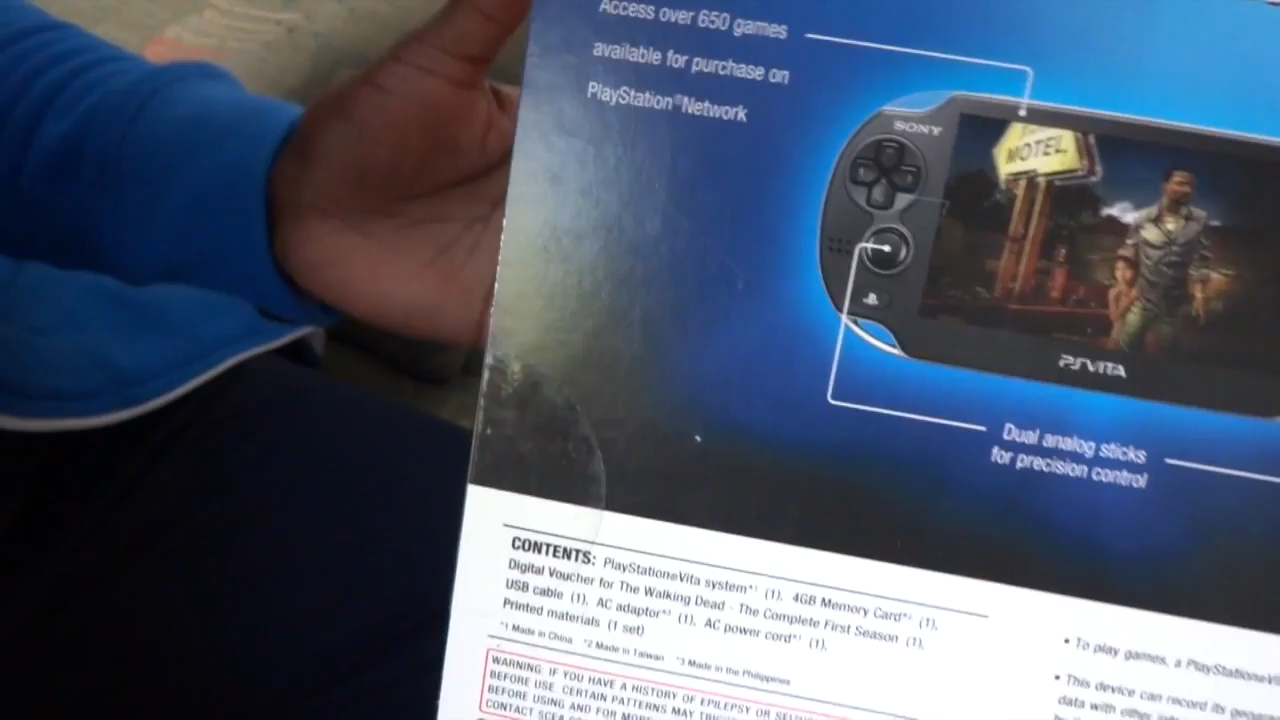 Access over 650 games
available for purchase on
PlayStation®Network
SONY
MOTEL
PSVITA
Dual analog sticks
for precision control
CONTENTS: PlayStation®Vita system*¹ (1), 4GB Memory Card*² (1),
Digital Voucher for The Walking Dead - The Complete First Season (1),
USB cable (1), AC adaptor*¹ (1), AC power cord*¹ (1),
Printed materials (1 set)
*1 Made in China *2 Made in Taiwan *3 Made in the Philippines
• To play games, a PlayStation®
• This device can record its
data with other
WARNING: IF YOU HAVE A HISTORY OF EPILEPSY OR
BEFORE USE. CERTAIN PATTERNS MAY
BEFORE USING AND FOR
CONTACT SCEA